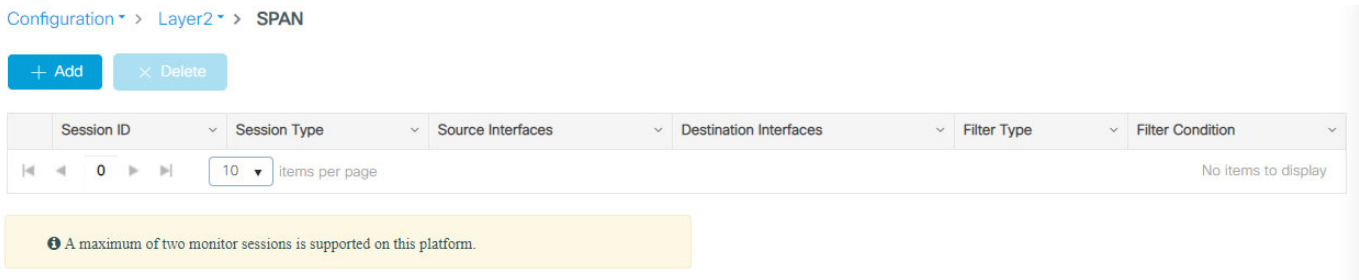 Configuration > Layer2 > SPAN
+ Add × Delete
Session ID Session Type Source Interfaces Destination Interfaces Filter Type Filter Condition
0 10 items per page No items to display
A maximum of two monitor sessions is supported on this platform.